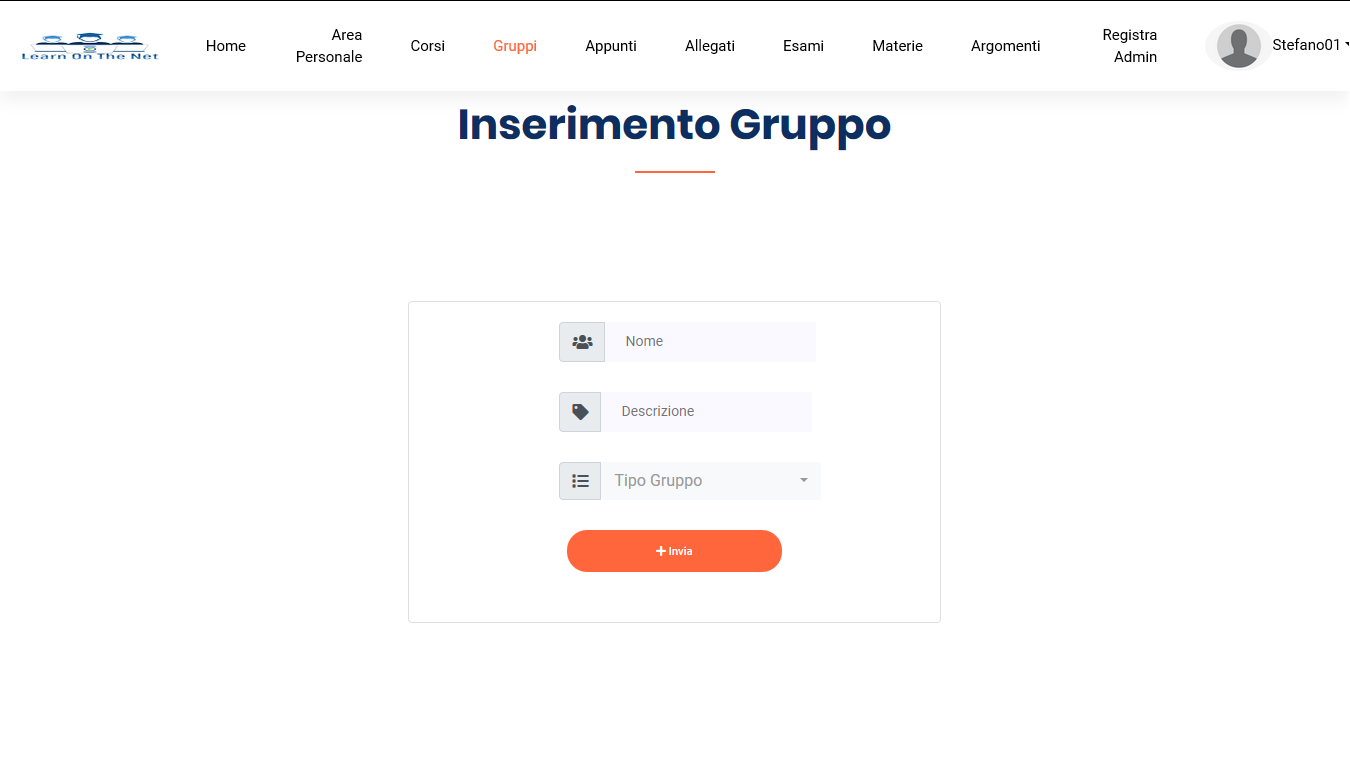 Learn On The Net
Home
Area
Personale
Corsi
Gruppi
Appunti
Allegati
Esami
Materie
Argomenti
Registra
Admin
Stefano01
Inserimento Gruppo
Nome
Descrizione
Tipo Gruppo
Invia